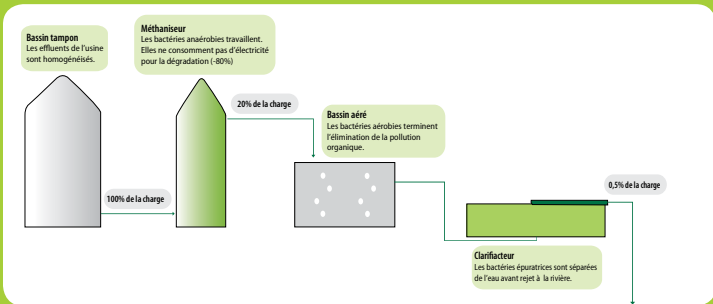 Bassin tampon
Les effluents de l'usine
sont homogénéisés.
Méthaniseur
Les bactéries anaérobies travaillent.
Elles ne consomment pas d'électricité
pour la dégradation (-80%)
100% de la charge
20% de la charge
Bassin aéré
Les bactéries aérobies terminent
l'élimination de la pollution
organique.
0,5% de la charge
Clarifiacteur
Les bactéries épuratrices sont séparées
de l'eau avant rejet à la rivière.